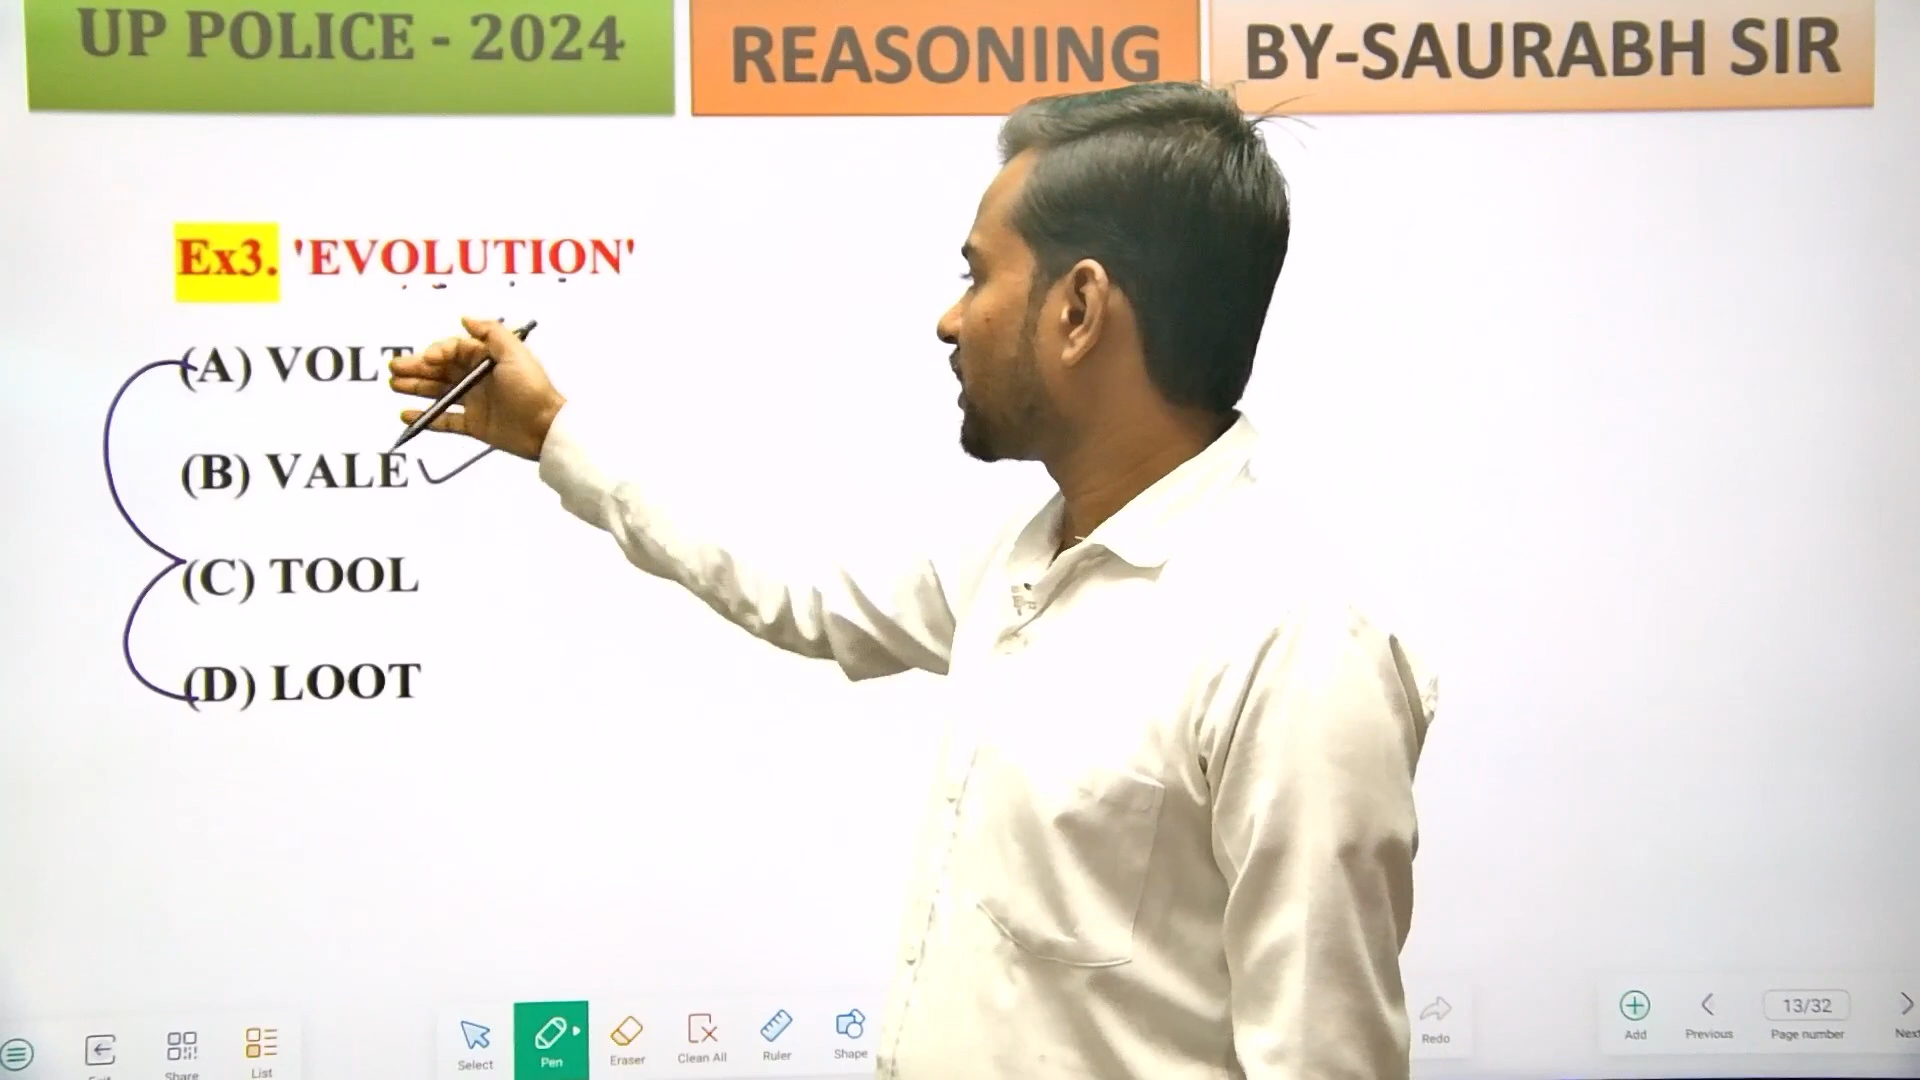 UP POLICE - 2024
REASONING
BY-SAURABH SIR
Ex3. 'EVOLUTION'
(A) VOLT
(B) VALE
(C) TOOL
(D) LOOT
Share
List
Select
Pen
Eraser
Clean All
Ruler
Shape
Redo
Add
Previous
13/32
Page number
Next